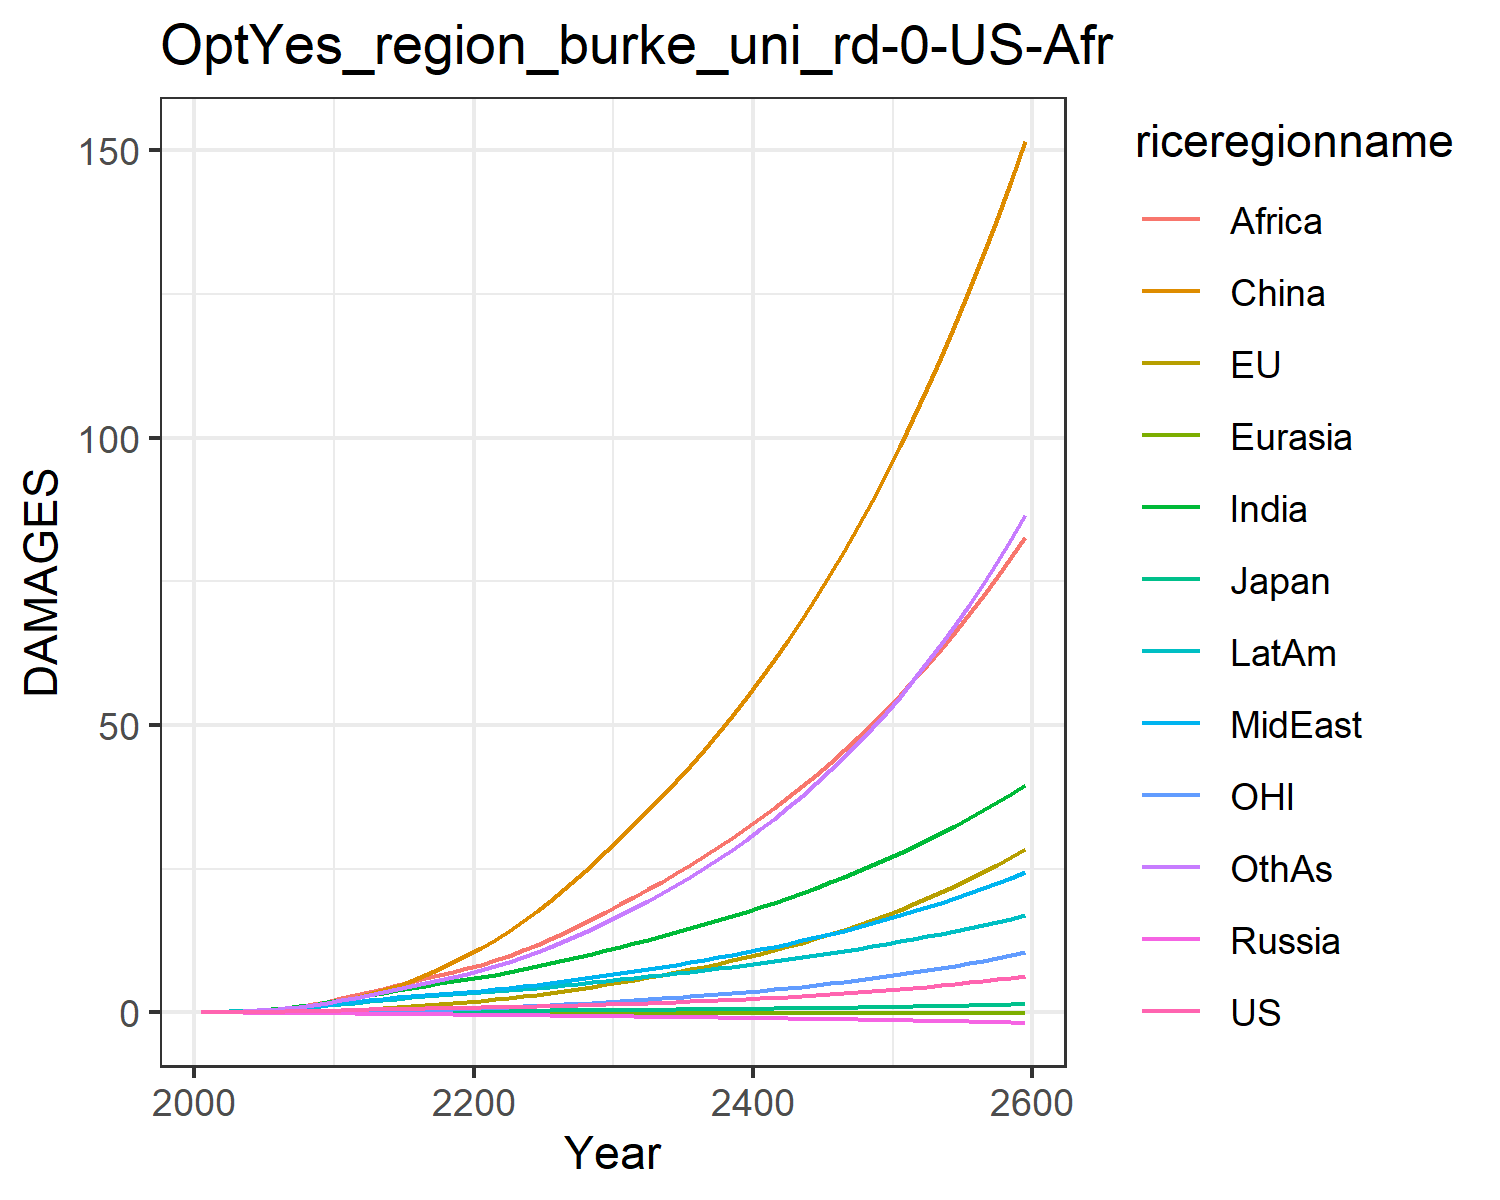 OptYes_region_burke_uni_rd-0-US-Afr
150
100
50
0
DAMAGES
2000 2200 2400 2600
Year
riceregionname
Africa
China
EU
Eurasia
India
Japan
LatAm
MidEast
OHI
OthAs
Russia
US